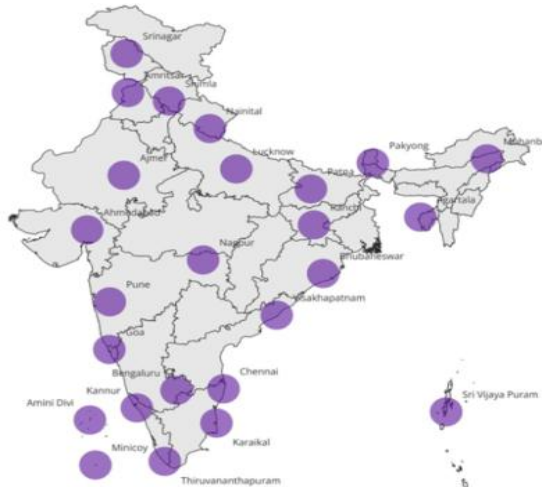 Srinagar
Amritsar
Shimla
Nainital
Ajmer
Lucknow
Pakyong
Mohanb
Patna
Ranchi
Agartala
Ahmedabad
Nagpur
Bhubaneswar
Pune
Visakhapatnam
Goa
Bengaluru
Chennai
Kannur
Amini Divi
Sri Vijaya Puram
Minicoy
Karaikal
Thiruvananthapuram